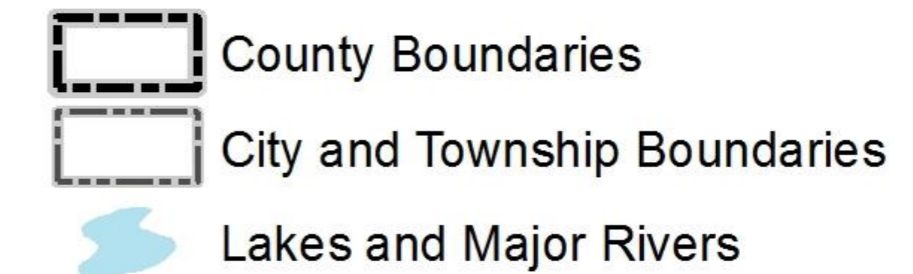 County Boundaries
City and Township Boundaries
Lakes and Major Rivers